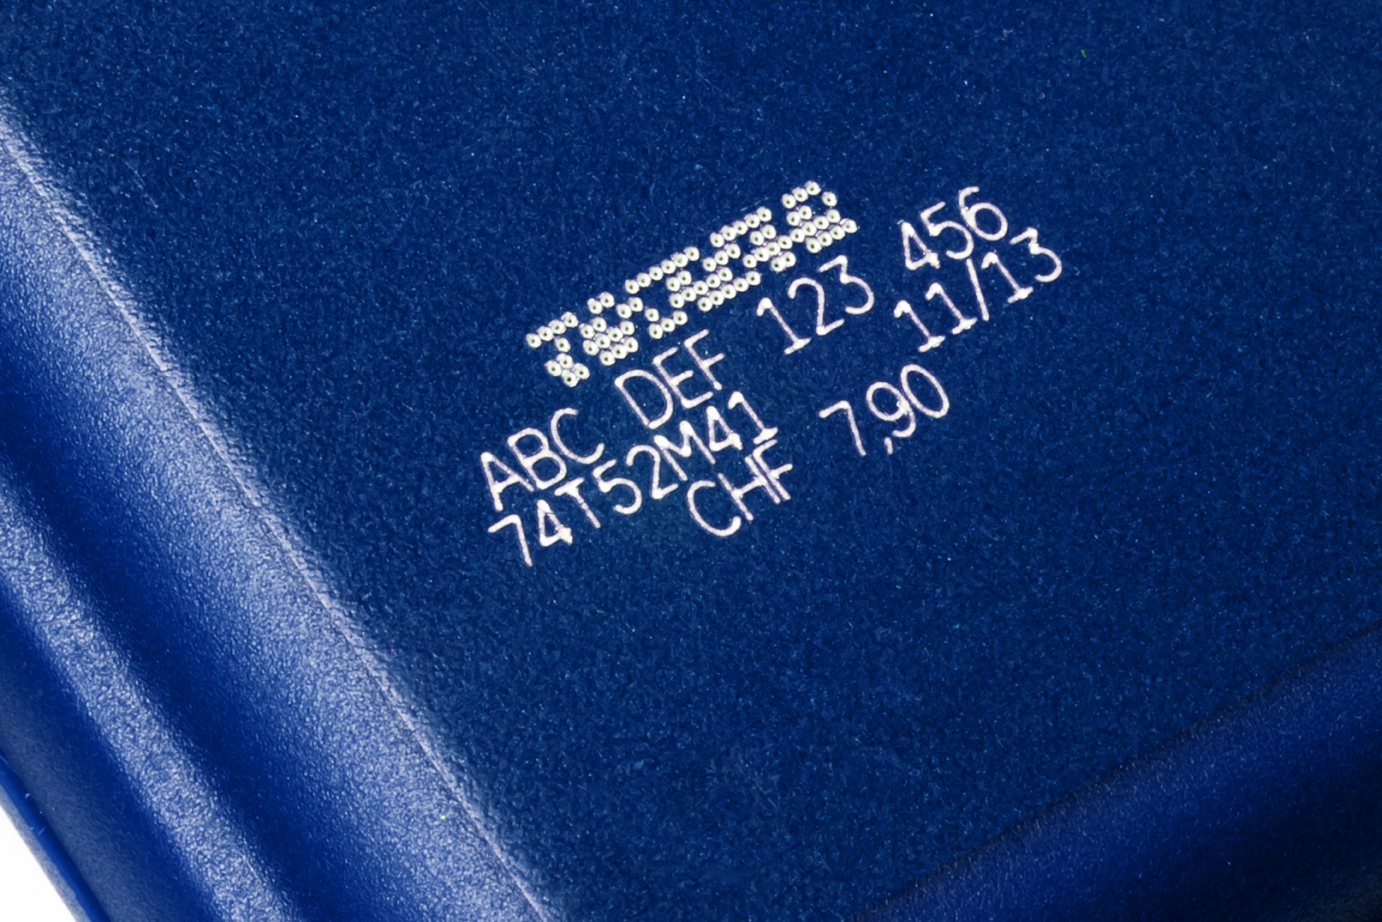 ABC DEF 123 456
74T52M41 11/13
CHF 7,90